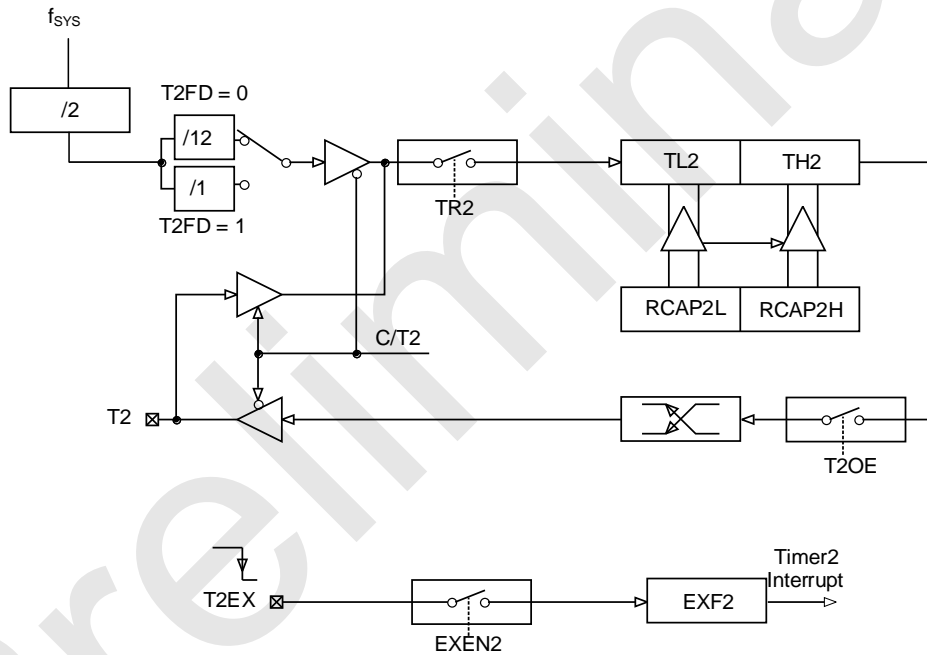 fSYS
/2
T2FD = 0
/12
/1
T2FD = 1
TR2
TL2
TH2
RCAP2L
RCAP2H
C/T2
T2
T2OE
T2EX
EXEN2
EXF2
Timer2
Interrupt